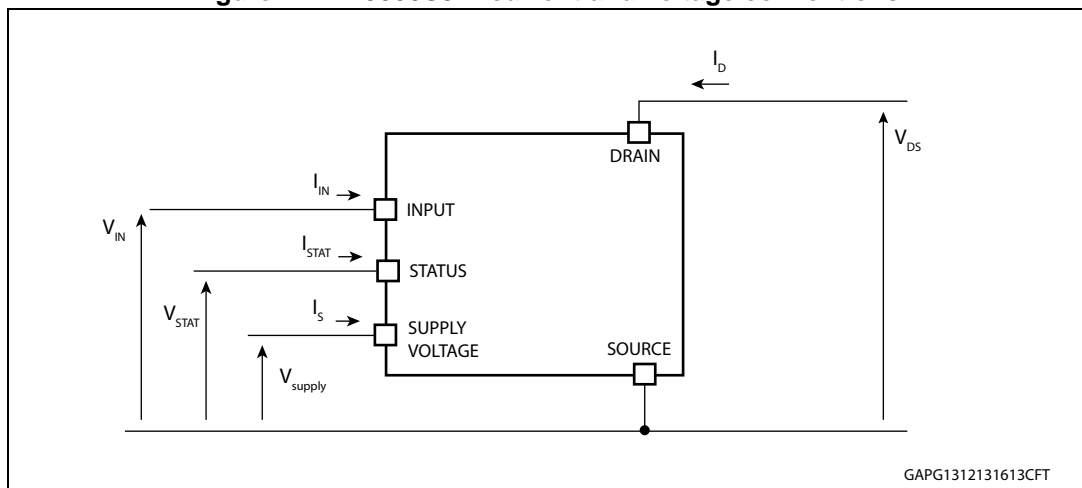 I_D
DRAIN
V_DS
I_IN
INPUT
V_IN
I_STAT
STATUS
V_STAT
I_S
SUPPLY
VOLTAGE
SOURCE
V_supply
GAPG1312131613CFT